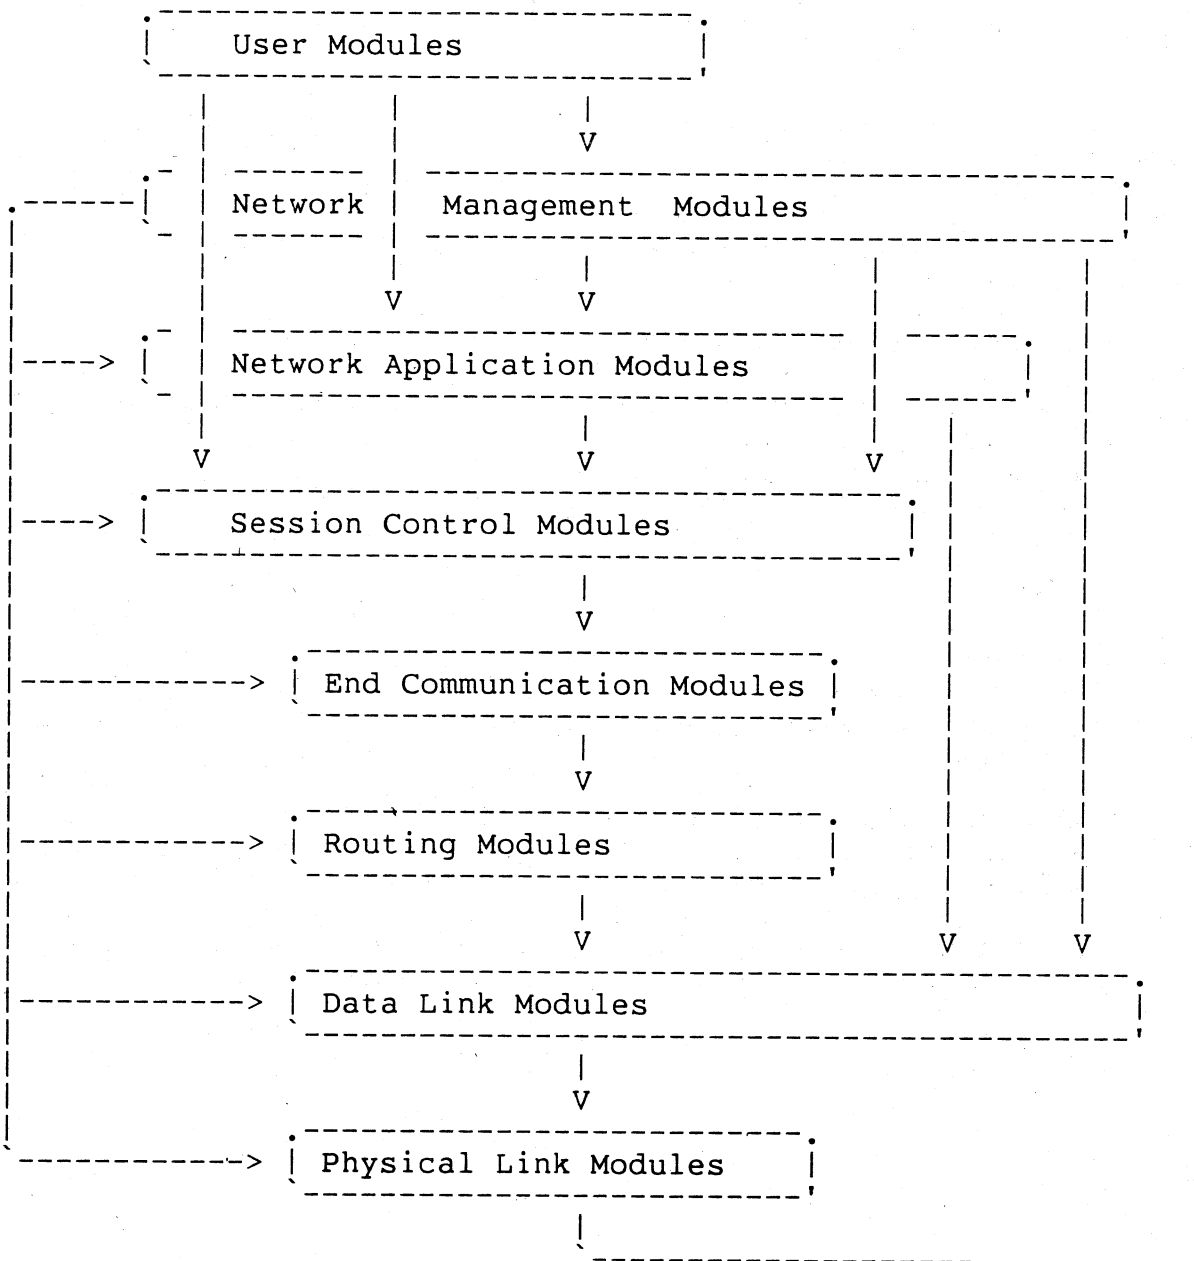 User Modules
Network Management Modules
Network Application Modules
Session Control Modules
End Communication Modules
Routing Modules
Data Link Modules
Physical Link Modules